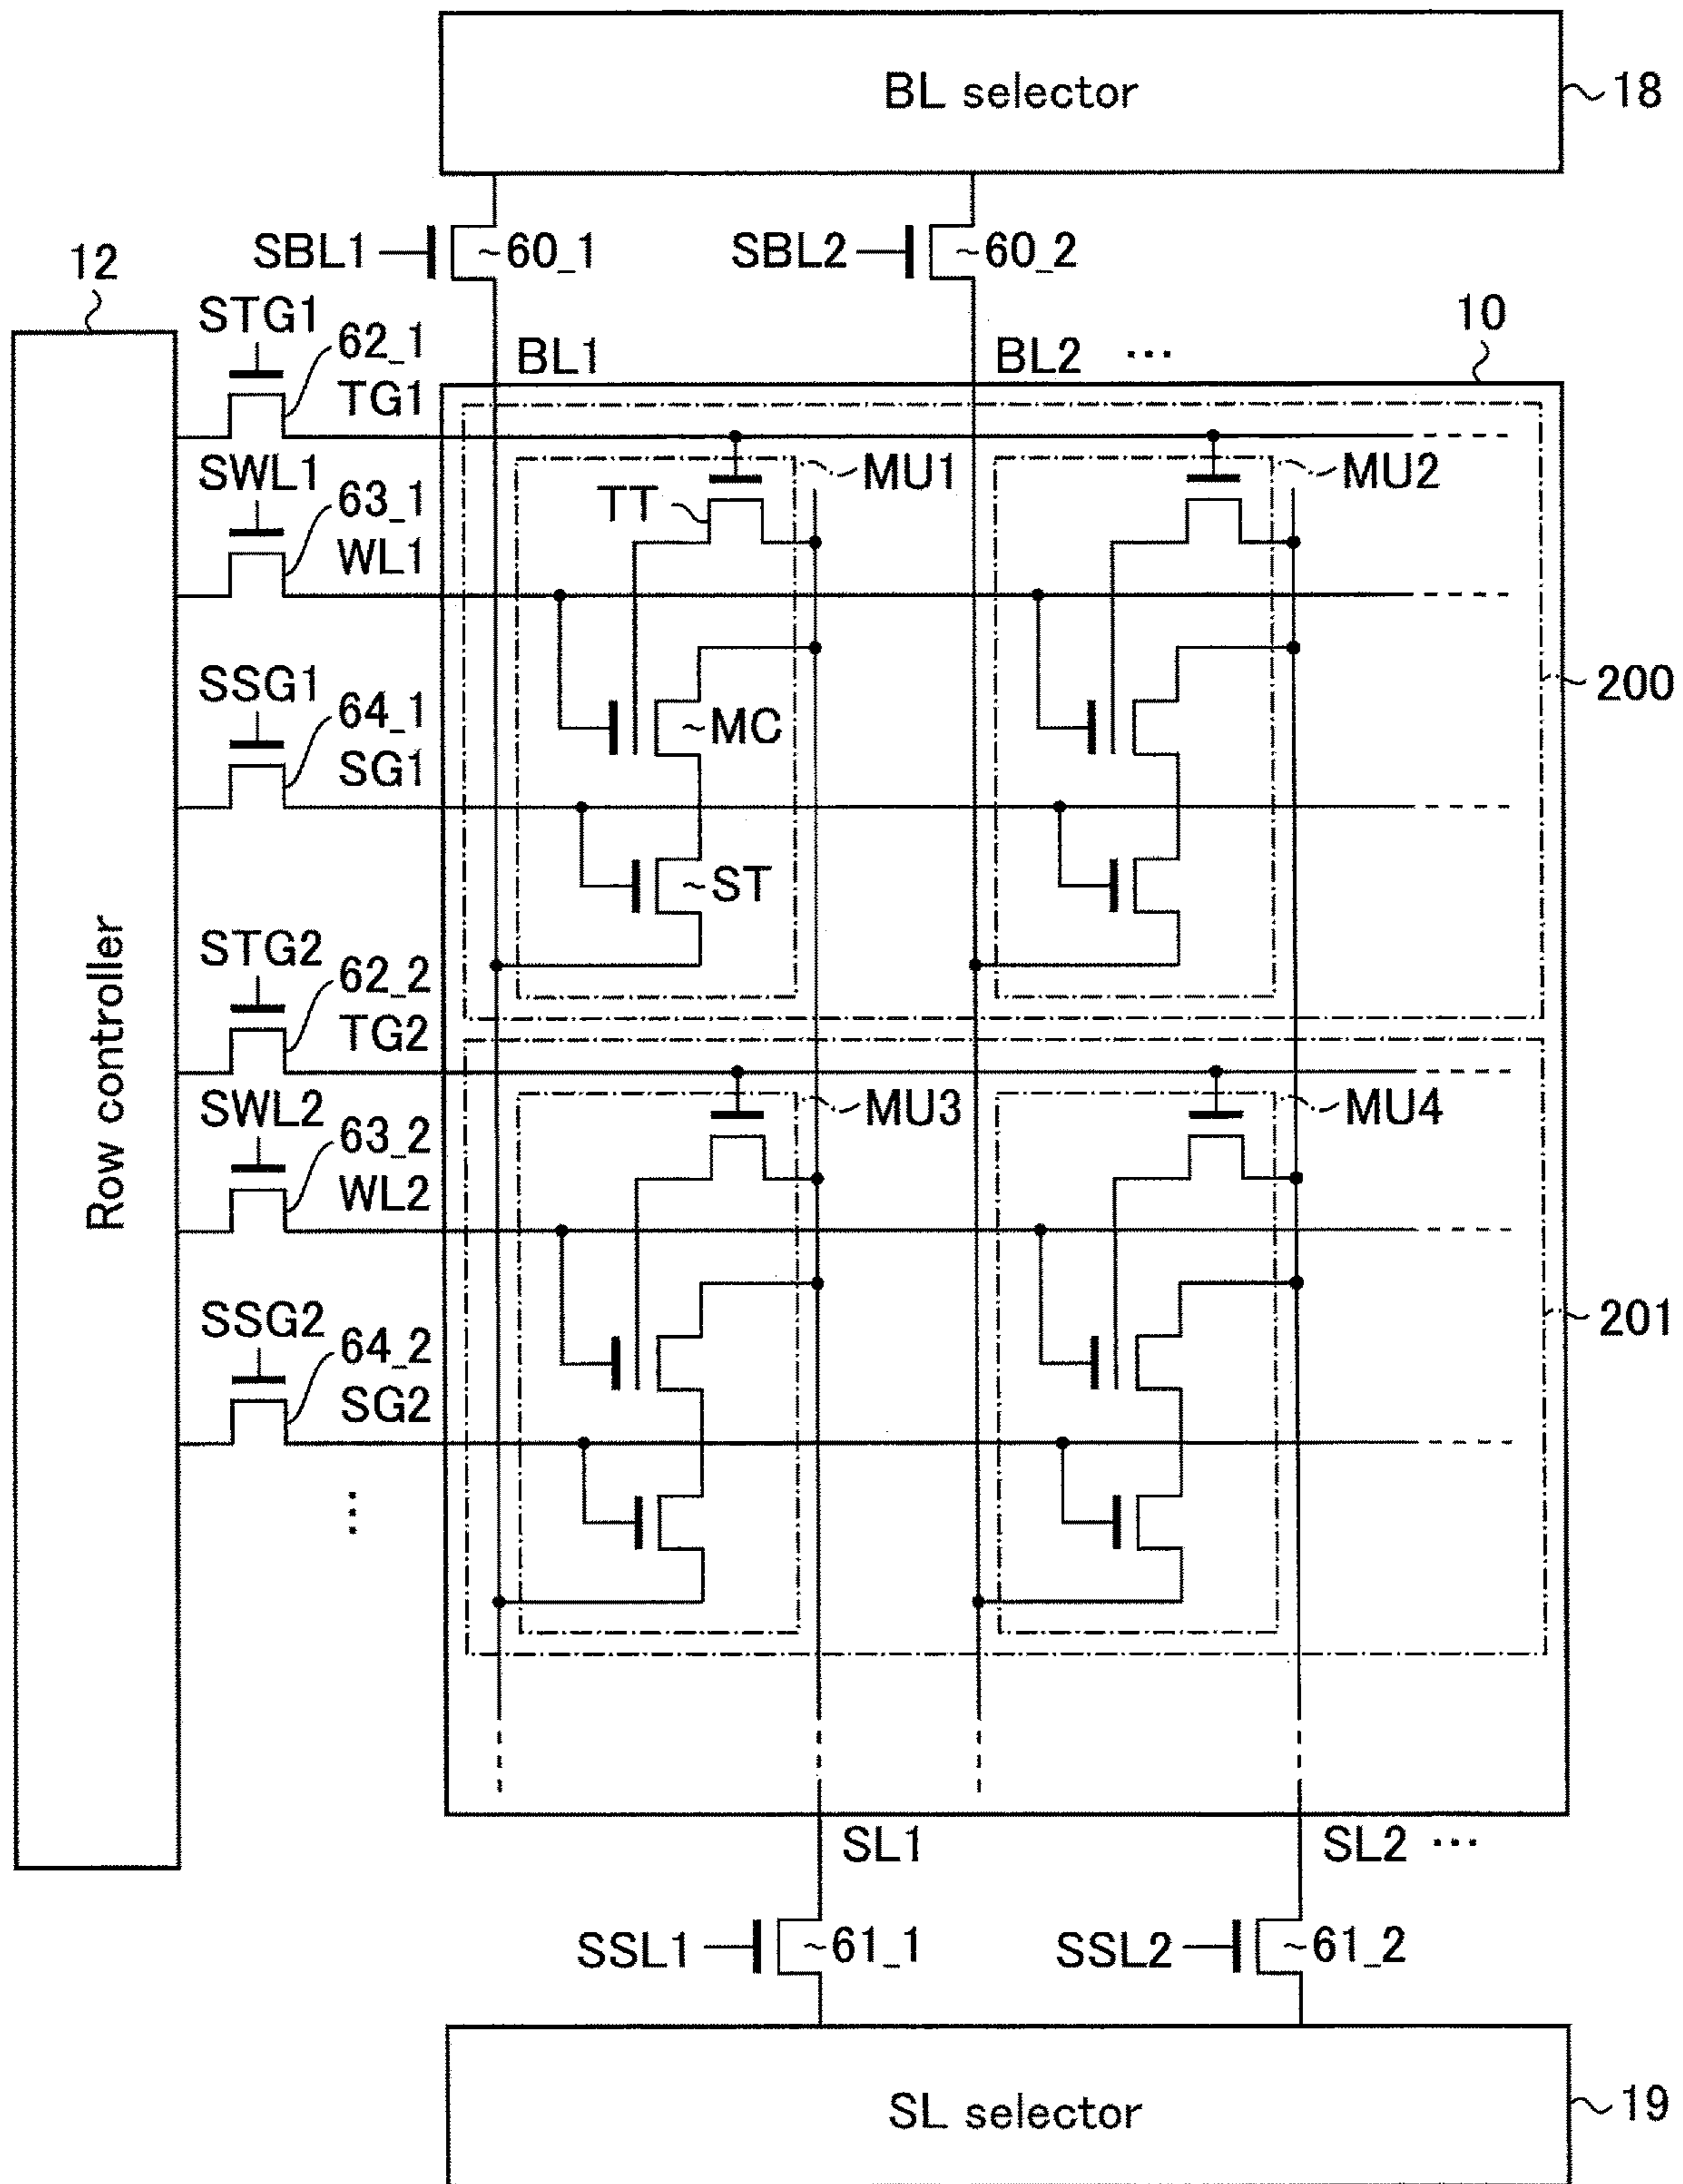 BL selector
18
SBL1
60_1
SBL2
60_2
12
STG1
62_1
TG1
BL1
BL2 …
10
SWL1
63_1
WL1
TT
MU1
MU2
SSG1
64_1
SG1
MC
200
ST
Row controller
STG2
62_2
TG2
SWL2
63_2
WL2
MU3
MU4
SSG2
64_2
SG2
201
⋮
SL1
SL2 …
SSL1
61_1
SSL2
61_2
SL selector
19